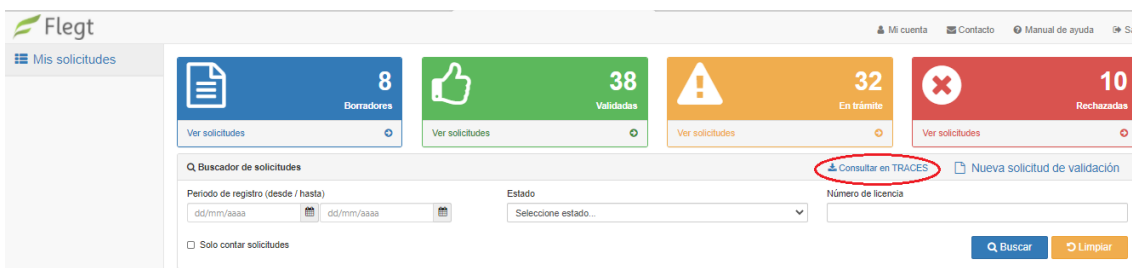 Flegt
Mi cuenta Contacto Manual de ayuda
Mis solicitudes
8 38 32 10
Borradores Validadas En trámite Rechazadas
Ver solicitudes Ver solicitudes Ver solicitudes Ver solicitudes
Buscador de solicitudes Consultar en TRACES Nueva solicitud de validación
Periodo de registro (desde / hasta) Estado Número de licencia
dd/mm/aaaa dd/mm/aaaa Seleccione estado...
Solo contar solicitudes Buscar Limpiar